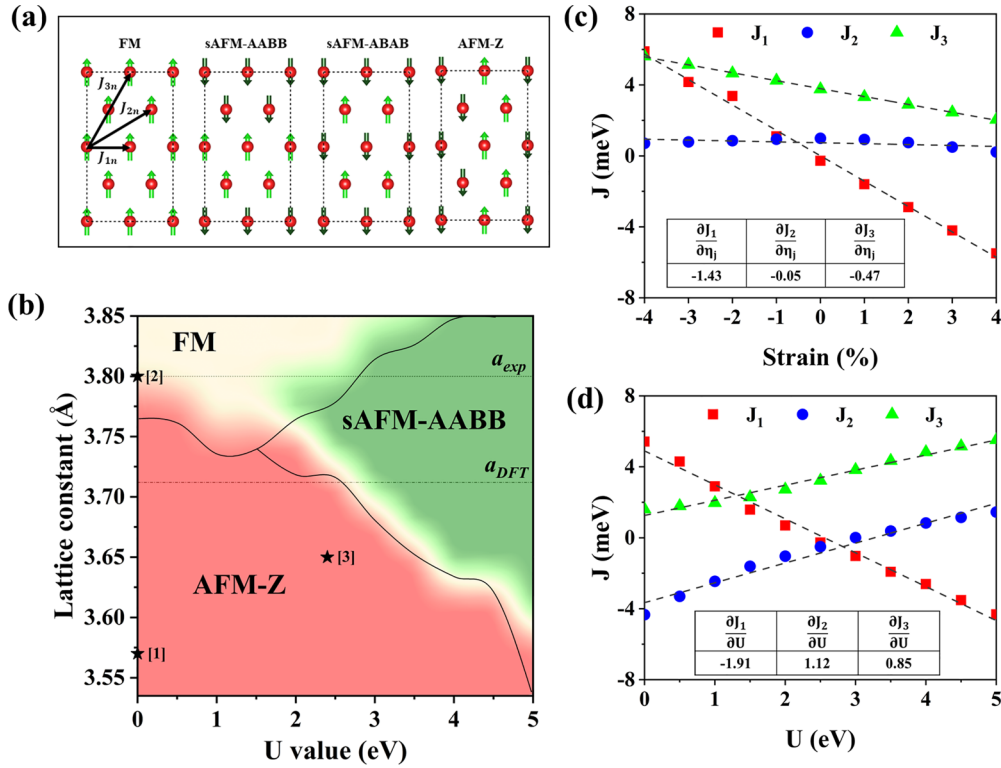 (a)
FM sAFM-AABB sAFM-ABAB AFM-Z
J3n
J2n
J1n
(b)
3.85
3.80
3.75
3.70
3.65
3.60
3.55
Lattice constant (Å)
FM
[2]
a_exp
sAFM-AABB
a_DFT
[3]
AFM-Z
[1]
0 1 2 3 4 5
U value (eV)
(c)
J₁ J₂ J₃
8
4
0
-4
-8
J (meV)
∂J₁/∂ηⱼ ∂J₂/∂ηⱼ ∂J₃/∂ηⱼ
-1.43 -0.05 -0.47
-4 -3 -2 -1 0 1 2 3 4
Strain (%)
(d)
J₁ J₂ J₃
8
4
0
-4
-8
J (meV)
∂J₁/∂U ∂J₂/∂U ∂J₃/∂U
-1.91 1.12 0.85
0 1 2 3 4 5
U (eV)